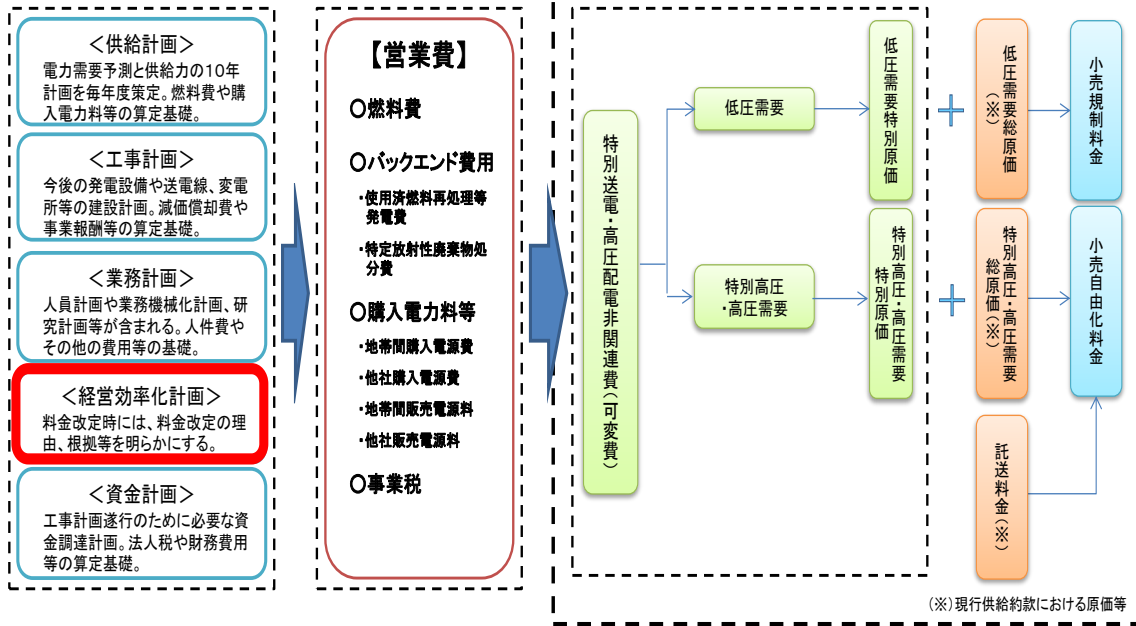 ＜供給計画＞
電力需要予測と供給力の10年
計画を毎年度策定。燃料費や購
入電力料等の算定基礎。
＜工事計画＞
今後の発電設備や送電線、変電
所等の建設計画。減価償却費や
事業報酬等の算定基礎。
＜業務計画＞
人員計画や業務機械化計画、研
究計画等が含まれる。人件費や
その他の費用等の基礎。
＜経営効率化計画＞
料金改定時には、料金改定の理
由、根拠等を明らかにする。
＜資金計画＞
工事計画遂行のために必要な資
金調達計画。法人税や財務費用
等の算定基礎。
【営業費】
○燃料費
○バックエンド費用
・使用済燃料再処理等
発電費
・特定放射性廃棄物処
分費
○購入電力料等
・地帯間購入電源費
・他社購入電源費
・地帯間販売電源料
・他社販売電源料
○事業税
特別送電・高圧配電非関連費（可変費）
低圧需要
特別高圧
・高圧需要
低圧需要特別原価
特別高圧・高圧需要
特別原価
＋
低圧需要総原価
（※）
＋
特別高圧・高圧需要
総原価（※）
託送料金（※）
小売規制料金
小売自由化料金
（※）現行供給約款における原価等